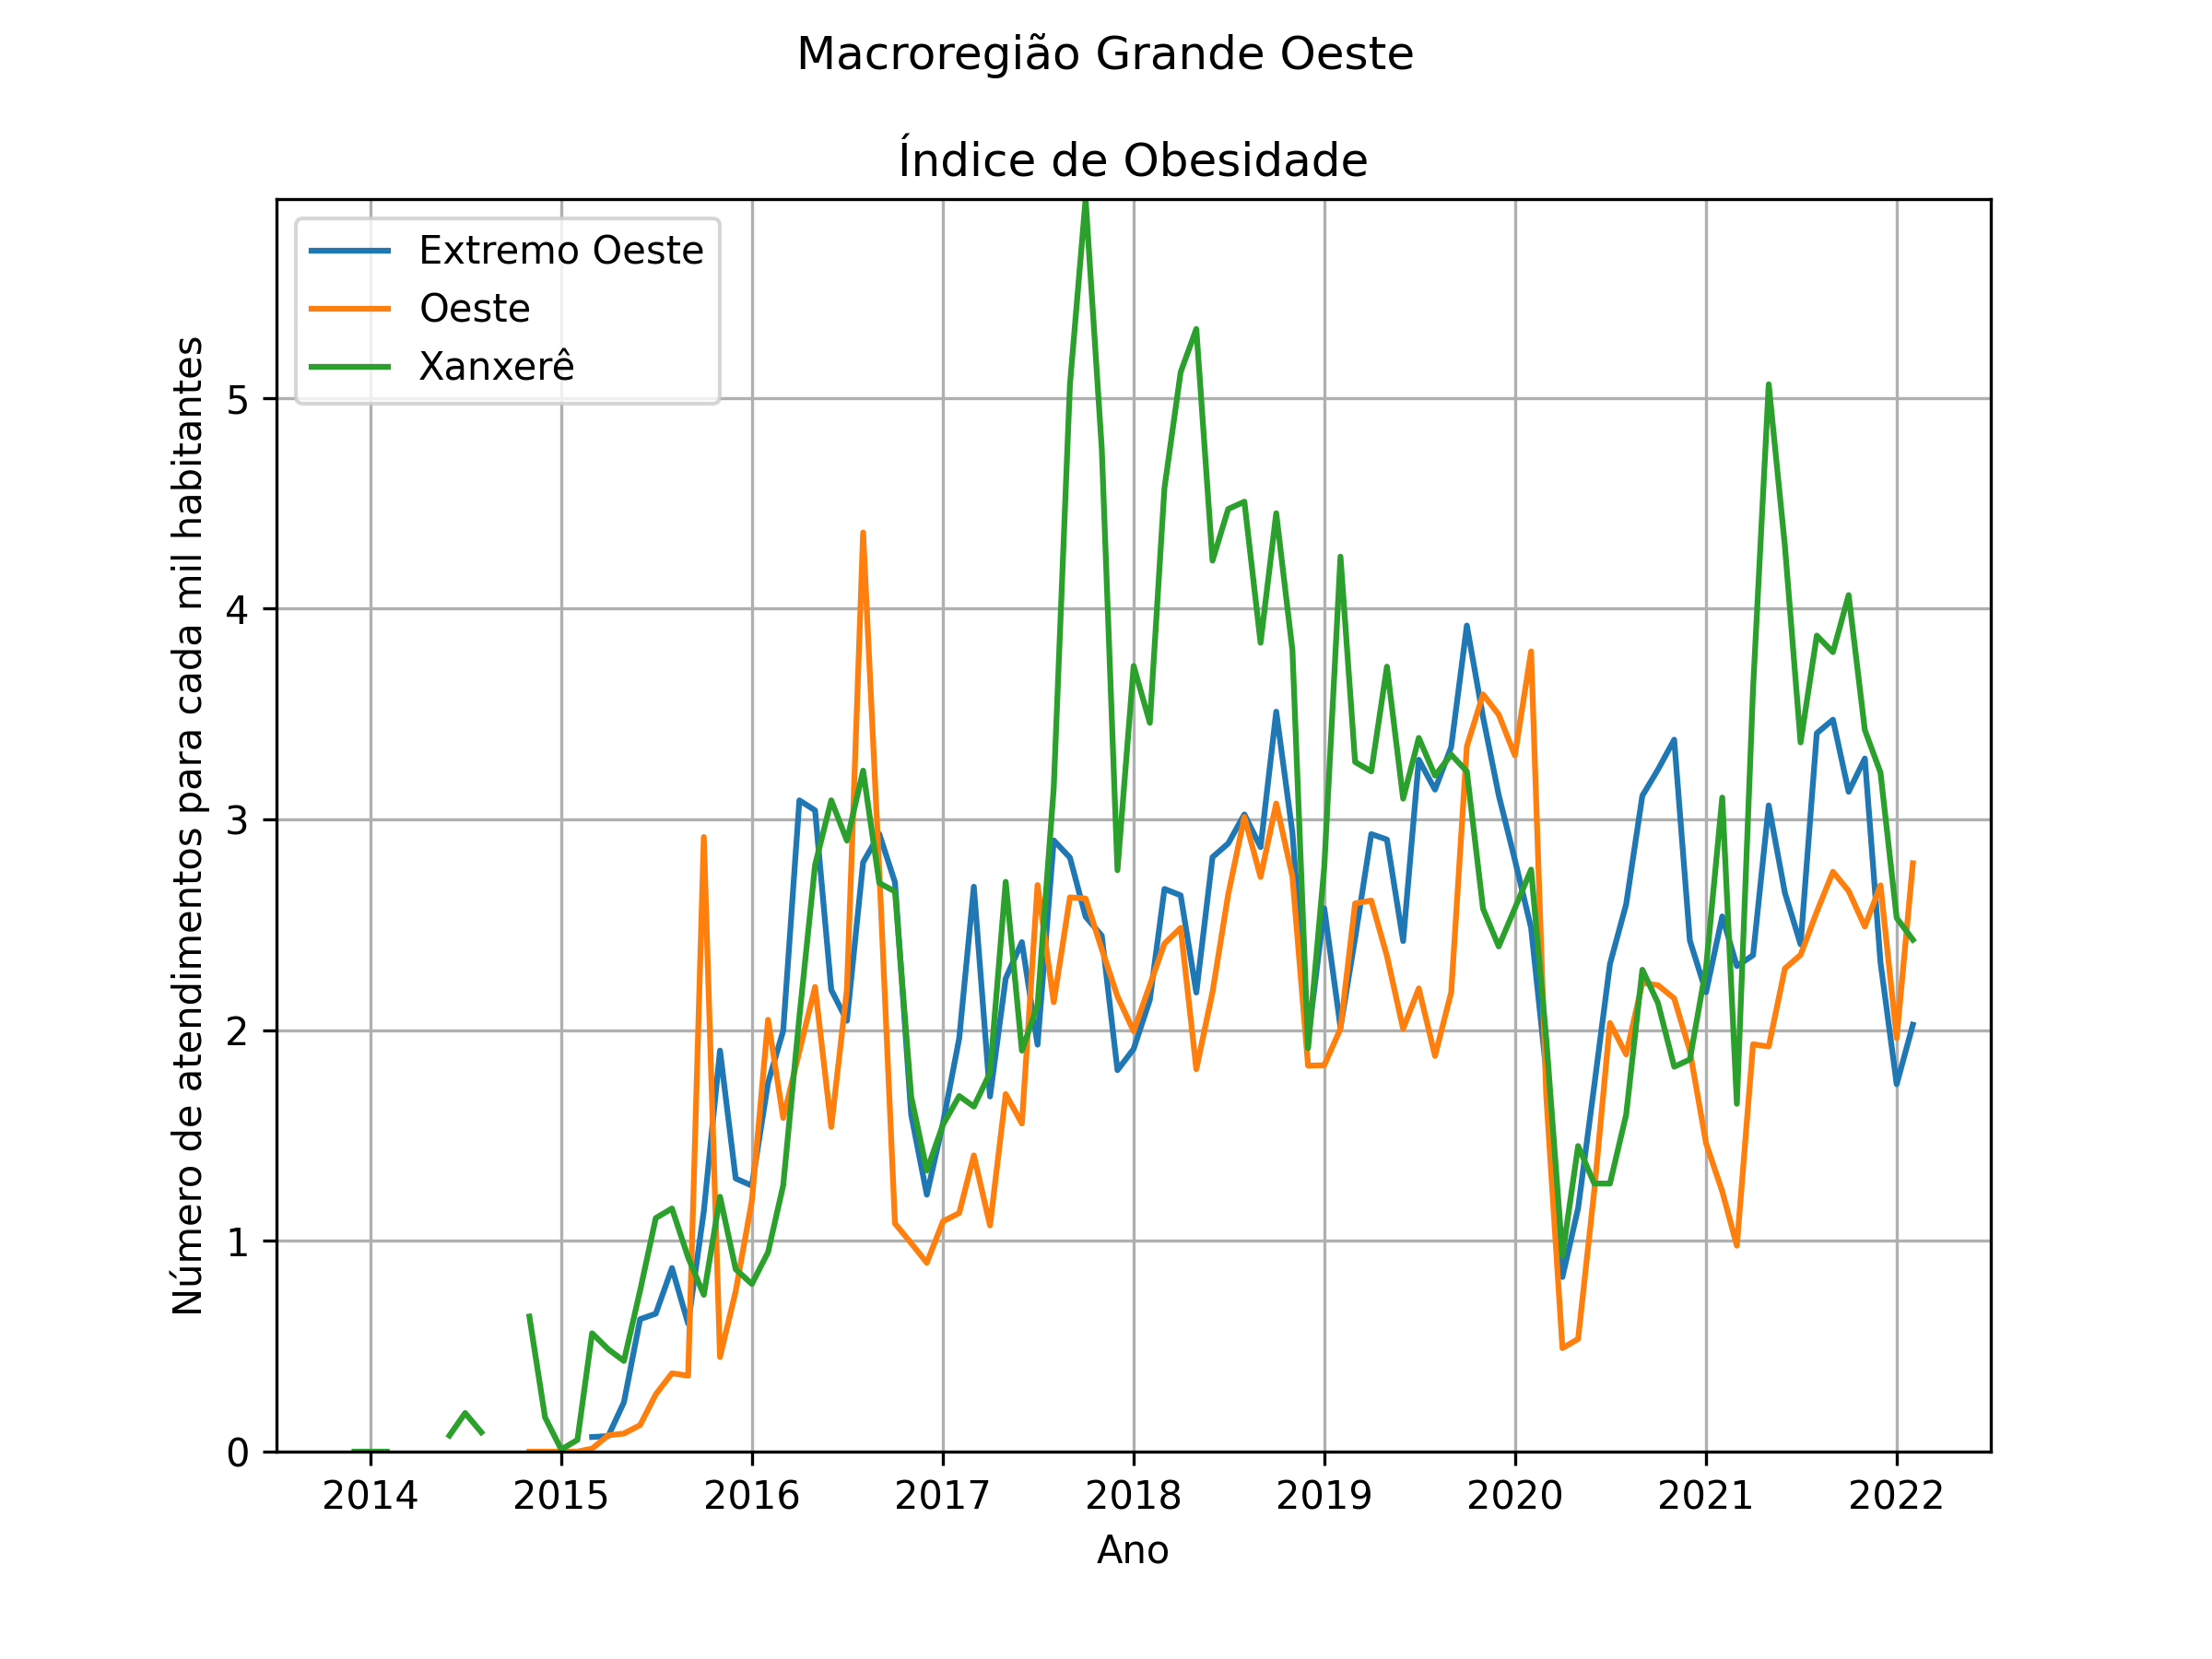 Macroregião Grande Oeste
Índice de Obesidade
Extremo Oeste
Oeste
Xanxerê
Número de atendimentos para cada mil habitantes
5
4
3
2
1
0
2014 2015 2016 2017 2018 2019 2020 2021 2022
Ano